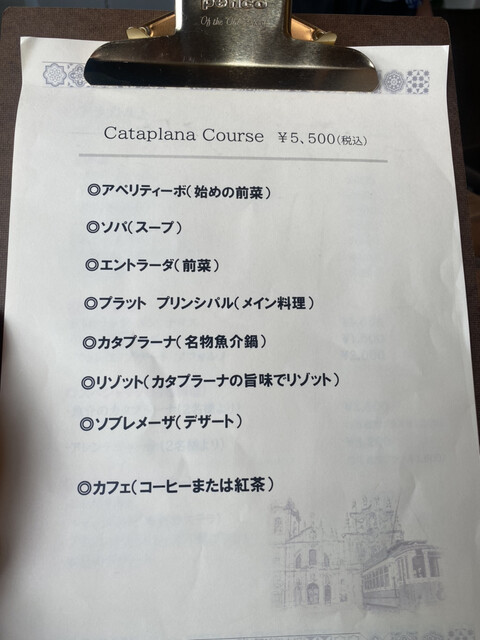 penco
Cataplana Course ￥5,500(税込)
◎アペリティーボ(始めの前菜)
◎ソパ(スープ)
◎エントラーダ(前菜)
◎プラット プリンシパル(メイン料理)
◎カタプラーナ(名物魚介鍋)
◎リゾット(カタプラーナの旨味でリゾット)
◎ソブレメーザ(デザート)
◎カフェ(コーヒーまたは紅茶)